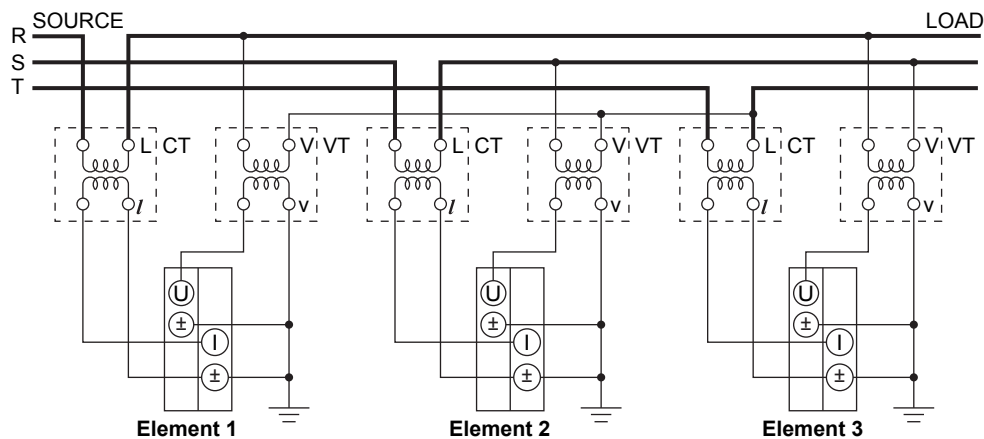 SOURCE LOAD
R
S
T
L CT V VT L CT V VT L CT V VT
l v l v l v
U U U
± ± ±
I I I
± ± ±
Element 1 Element 2 Element 3